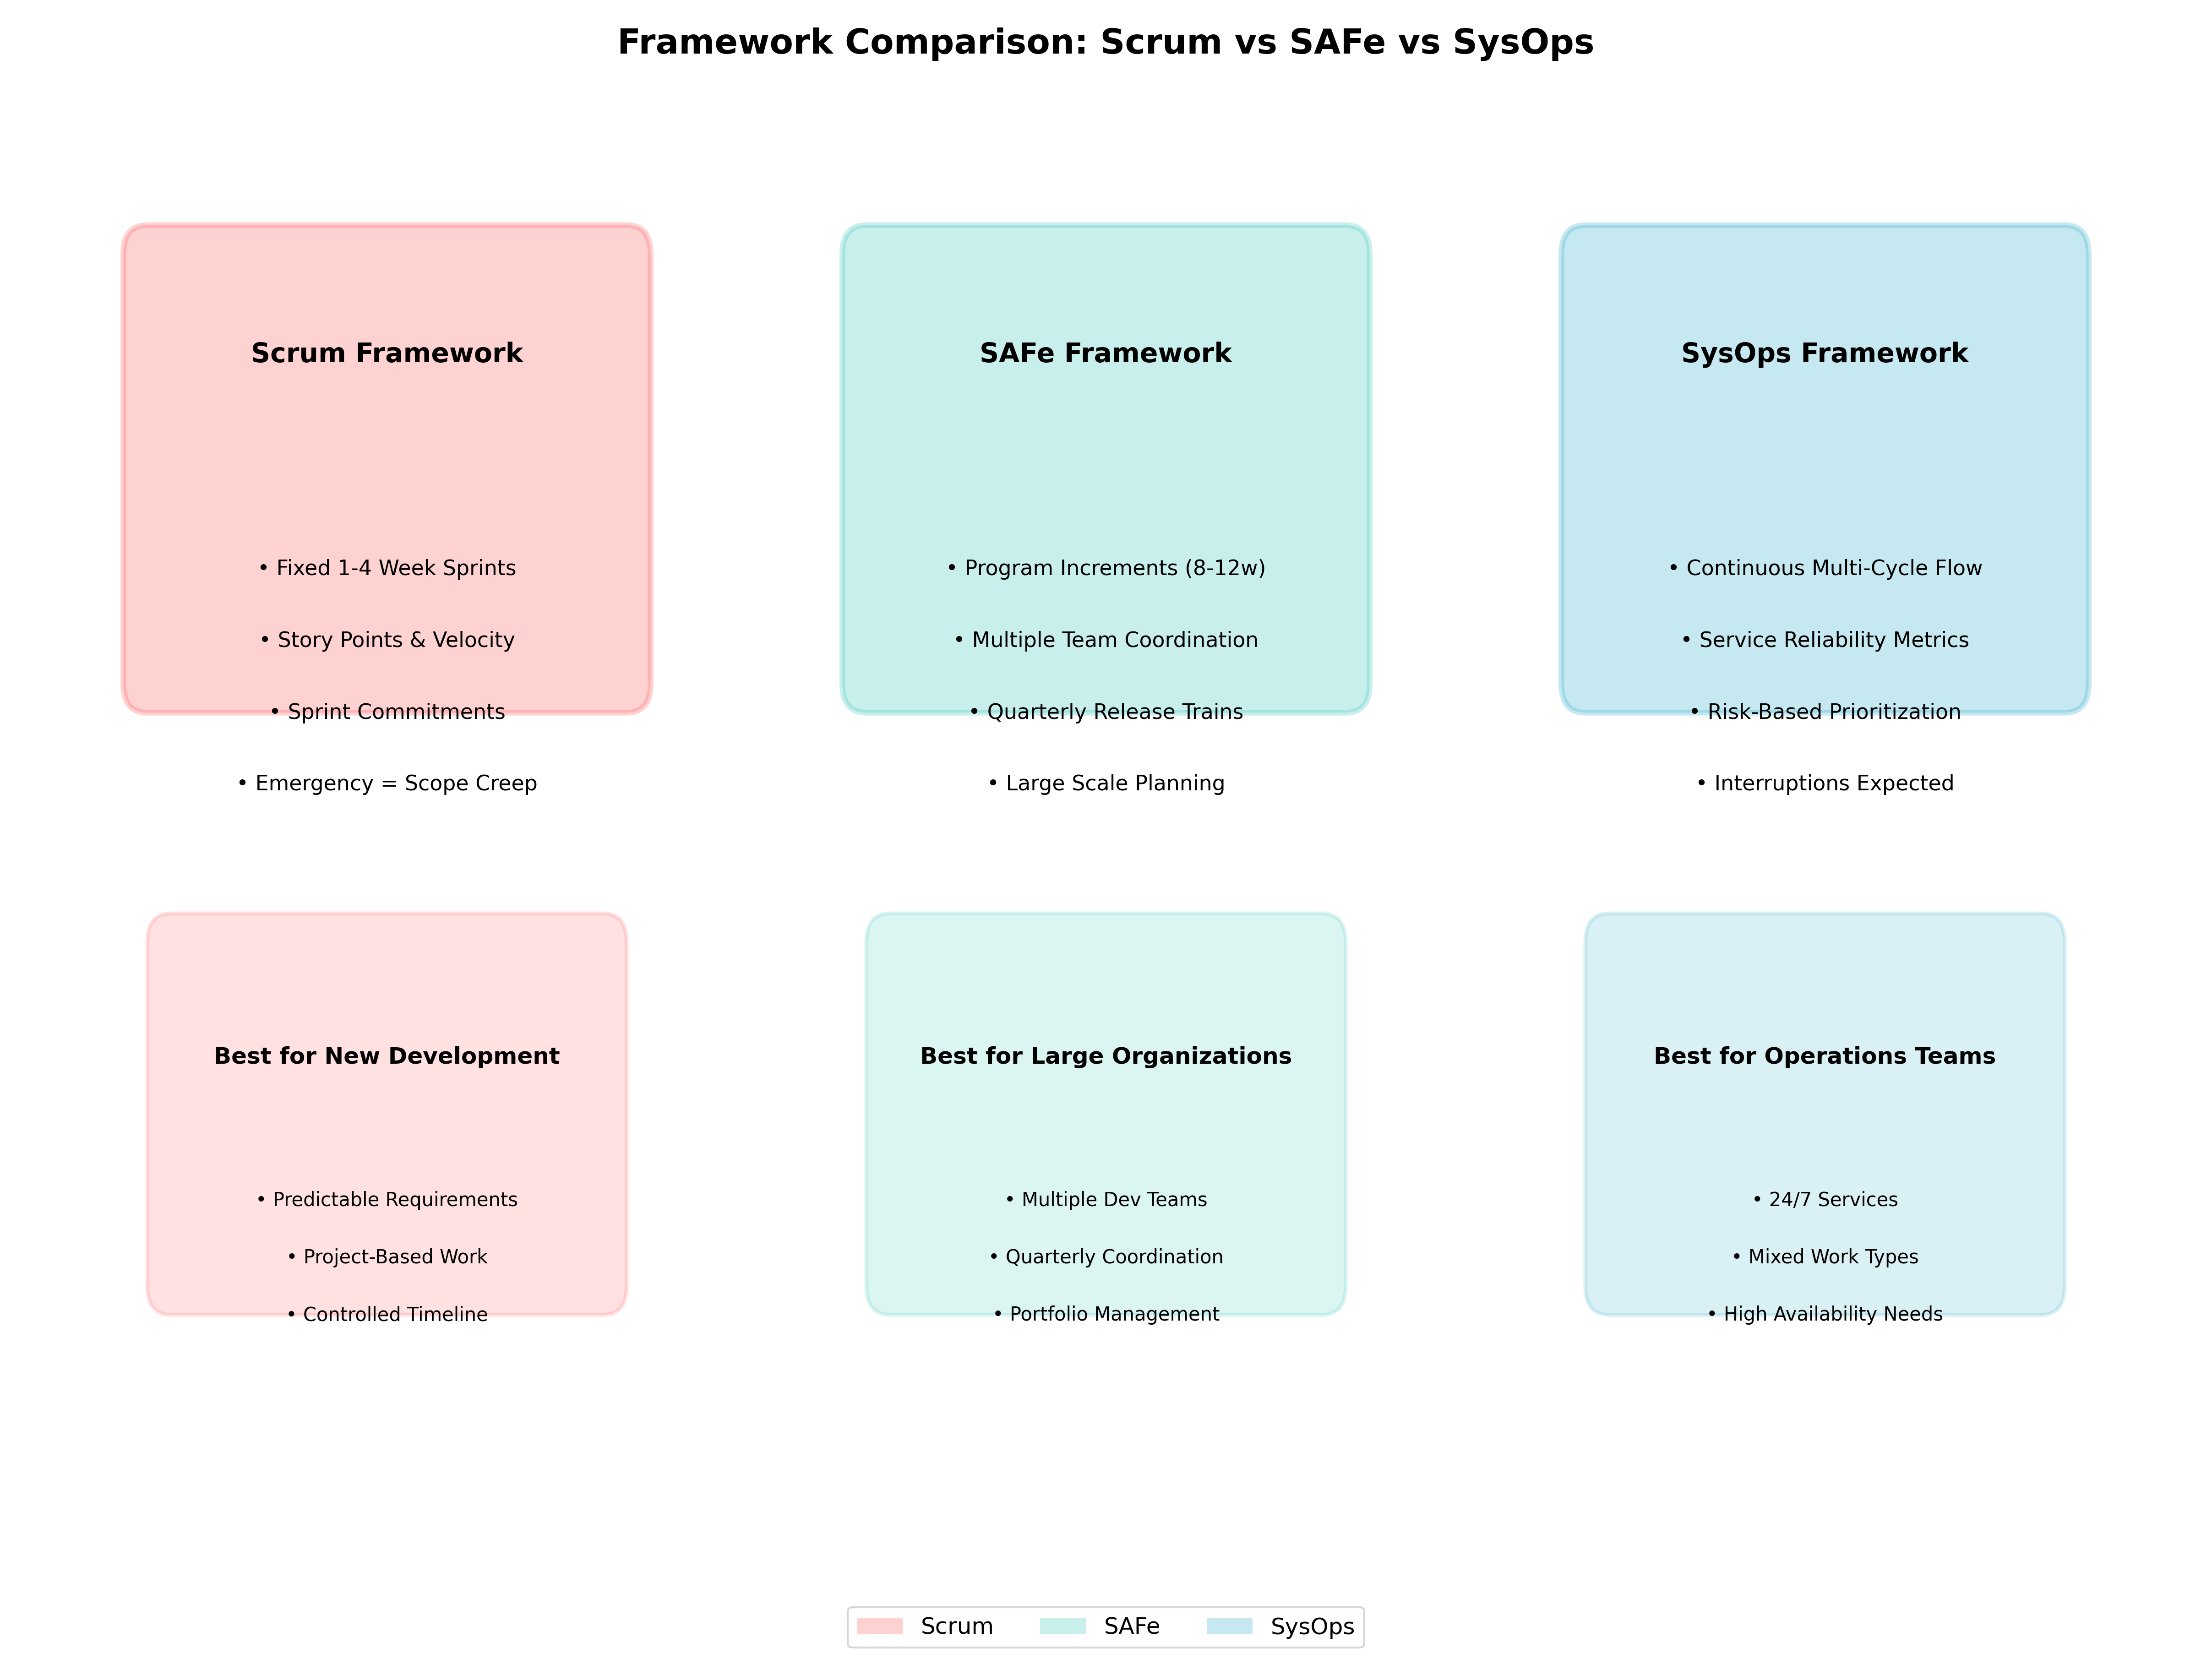 Framework Comparison: Scrum vs SAFe vs SysOps
Scrum Framework
• Fixed 1-4 Week Sprints
• Story Points & Velocity
• Sprint Commitments
• Emergency = Scope Creep
SAFe Framework
• Program Increments (8-12w)
• Multiple Team Coordination
• Quarterly Release Trains
• Large Scale Planning
SysOps Framework
• Continuous Multi-Cycle Flow
• Service Reliability Metrics
• Risk-Based Prioritization
• Interruptions Expected
Best for New Development
• Predictable Requirements
• Project-Based Work
• Controlled Timeline
Best for Large Organizations
• Multiple Dev Teams
• Quarterly Coordination
• Portfolio Management
Best for Operations Teams
• 24/7 Services
• Mixed Work Types
• High Availability Needs
Scrum
SAFe
SysOps